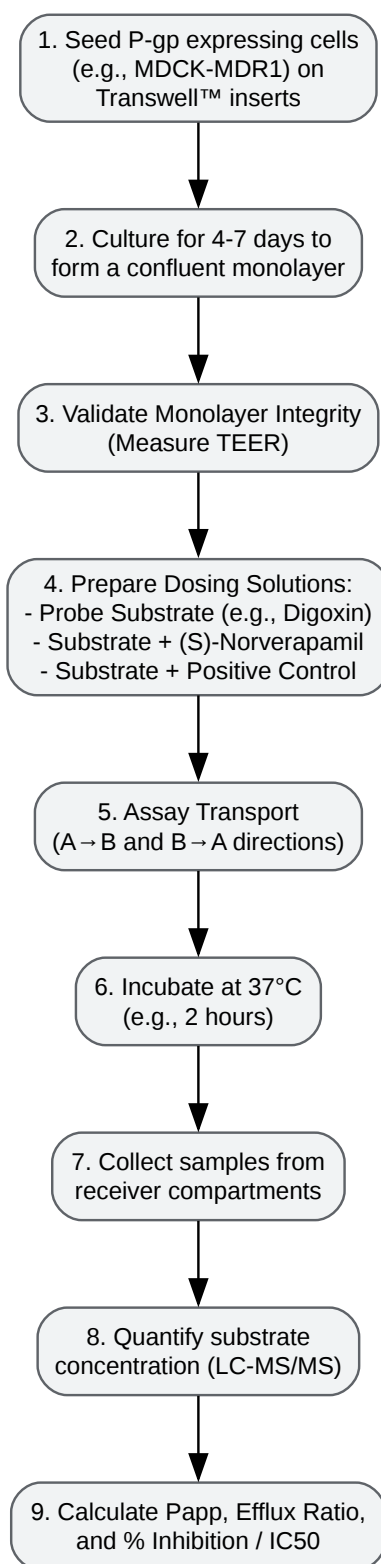 1. Seed P-gp expressing cells
(e.g., MDCK-MDR1) on
Transwell™ inserts
2. Culture for 4-7 days to
form a confluent monolayer
3. Validate Monolayer Integrity
(Measure TEER)
4. Prepare Dosing Solutions:
- Probe Substrate (e.g., Digoxin)
- Substrate + (S)-Norverapamil
- Substrate + Positive Control
5. Assay Transport
(A→B and B→A directions)
6. Incubate at 37°C
(e.g., 2 hours)
7. Collect samples from
receiver compartments
8. Quantify substrate
concentration (LC-MS/MS)
9. Calculate Papp, Efflux Ratio,
and % Inhibition / IC50